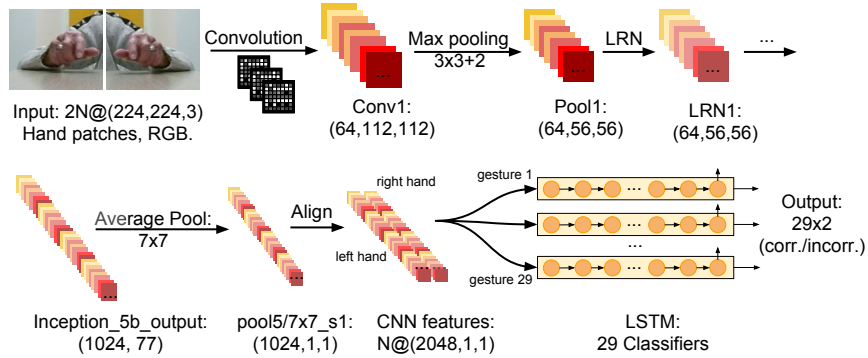 Input: 2N@(224,224,3)
Hand patches, RGB.
Convolution
...
Conv1:
(64,112,112)
Max pooling
3x3+2
...
Pool1:
(64,56,56)
LRN
...
LRN1:
(64,56,56)
...
...
Inception_5b_output:
(1024, 77)
Average Pool:
7x7
...
pool5/7x7_s1:
(1024,1,1)
Align
right hand
left hand
... ...
CNN features:
N@(2048,1,1)
gesture 1
...
...
...
gesture 29
...
LSTM:
29 Classifiers
Output:
29x2
(corr./incorr.)